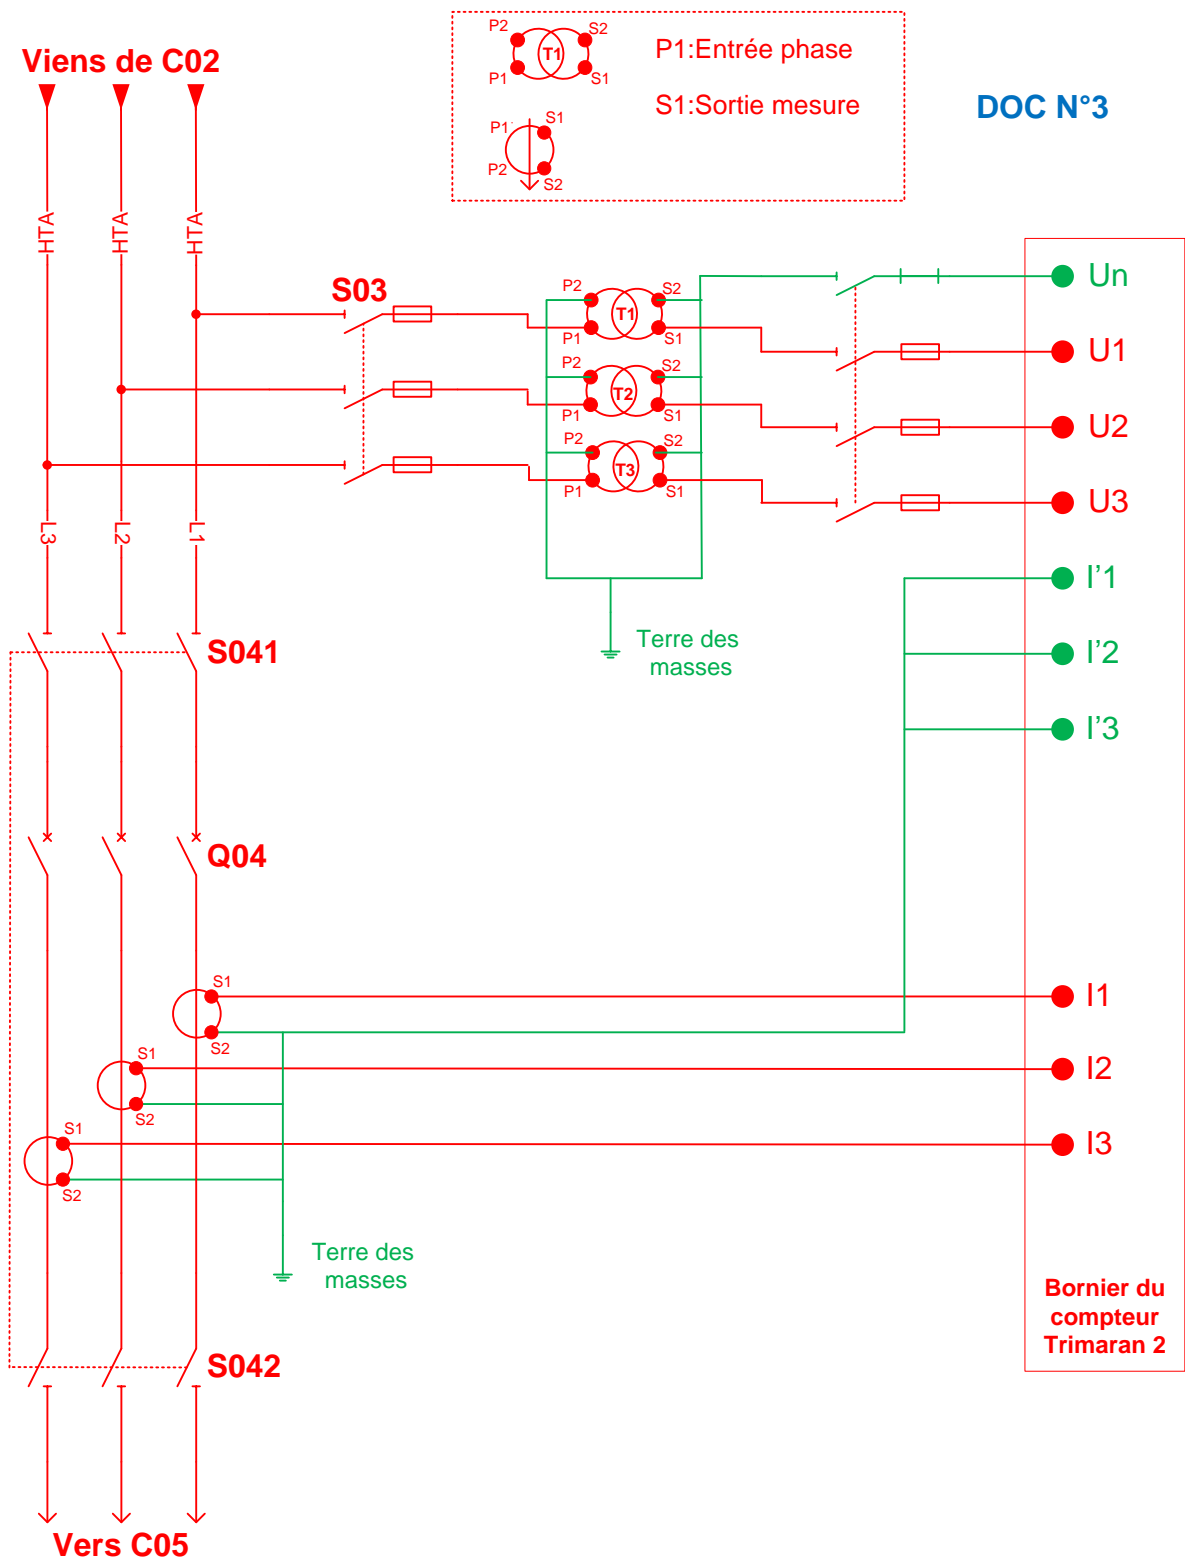 P2
S2
T1
P1
S1
P1:Entrée phase
S1:Sortie mesure
P1
S1
P2
S2
DOC N°3
Viens de C02
HTA
HTA
HTA
S03
P2
S2
T1
P1
S1
P2
S2
T2
P1
S1
P2
S2
T3
P1
S1
Un
U1
U2
U3
I'1
I'2
I'3
L3
L2
L1
Terre des
masses
S041
Q04
S1
S2
S1
S2
S1
S2
I1
I2
I3
Terre des
masses
Bornier du
compteur
Trimaran 2
S042
Vers C05